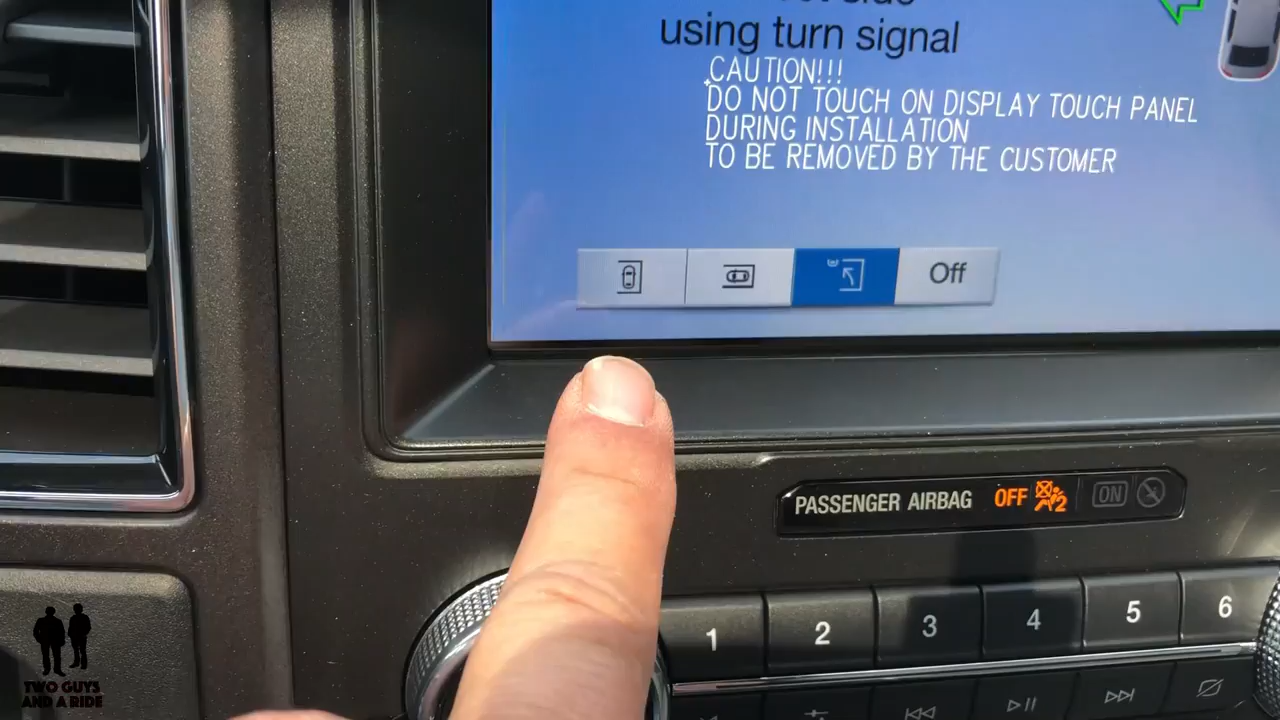 using turn signal
CAUTION!!!
DO NOT TOUCH ON DISPLAY TOUCH PANEL
DURING INSTALLATION
TO BE REMOVED BY THE CUSTOMER
Off
PASSENGER AIRBAG OFF 2 ON
1 2 3 4 5 6
TWO GUYS
AND A RIDE